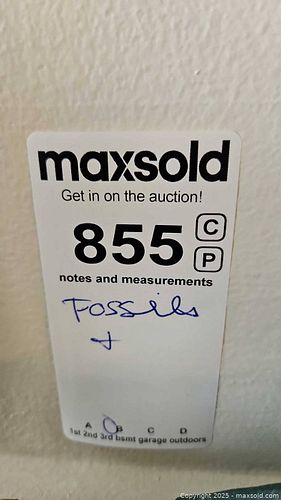 maxsold
Get in on the auction!
855 C
P
notes and measurements
Fossils
+
A B C D
1st 2nd 3rd bsmt garage outdoors
Copyright 2025 - maxsold.com